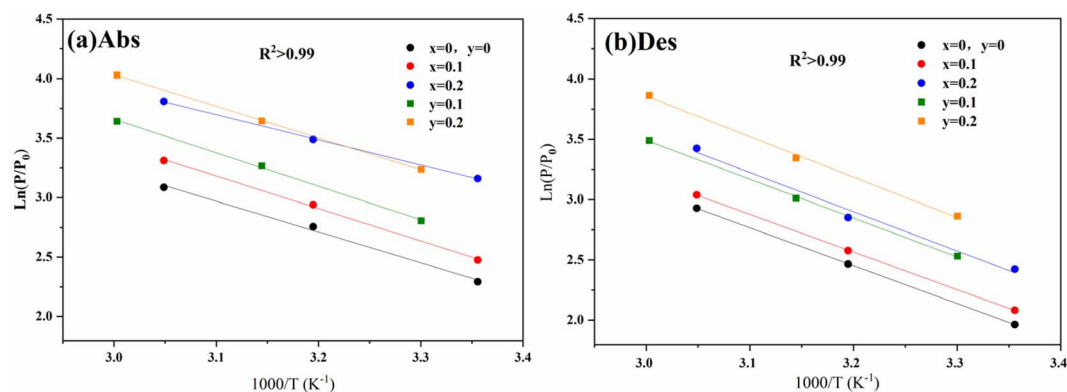 (a)Abs
R²>0.99
x=0，y=0
x=0.1
x=0.2
y=0.1
y=0.2
4.5
4.0
3.5
3.0
2.5
2.0
Ln(P/P₀)
3.0 3.1 3.2 3.3 3.4
1000/T (K⁻¹)
(b)Des
R²>0.99
x=0，y=0
x=0.1
x=0.2
y=0.1
y=0.2
4.5
4.0
3.5
3.0
2.5
2.0
Ln(P/P₀)
3.0 3.1 3.2 3.3 3.4
1000/T (K⁻¹)